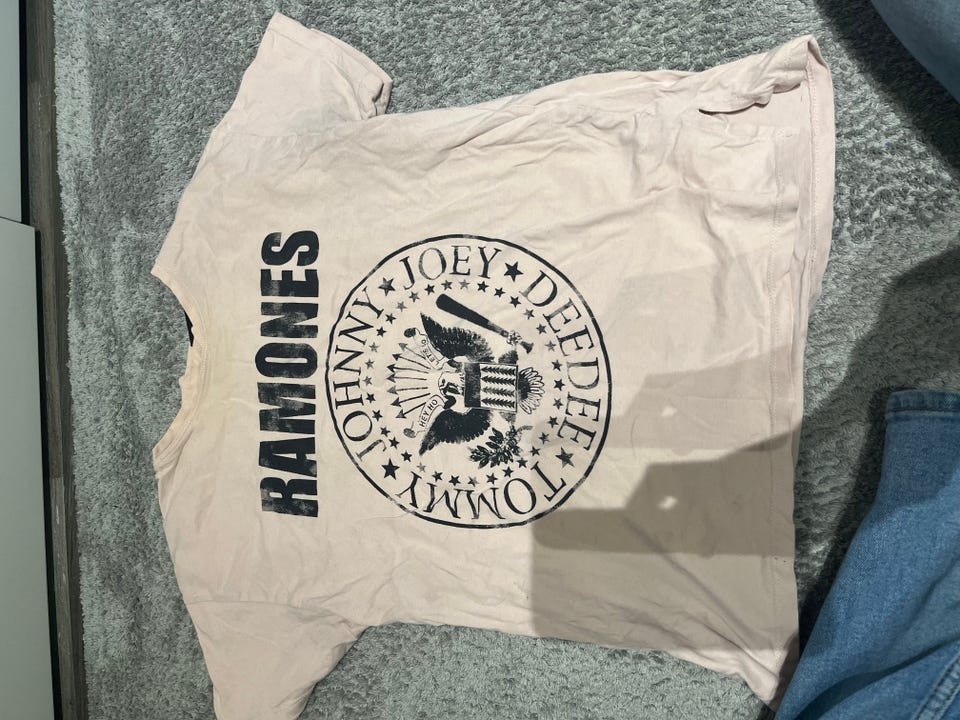 RAMONES
JOHNNY ★ JOEY ★ DEEDEE ★ TOMMY ★
HEY HO LET'S GO